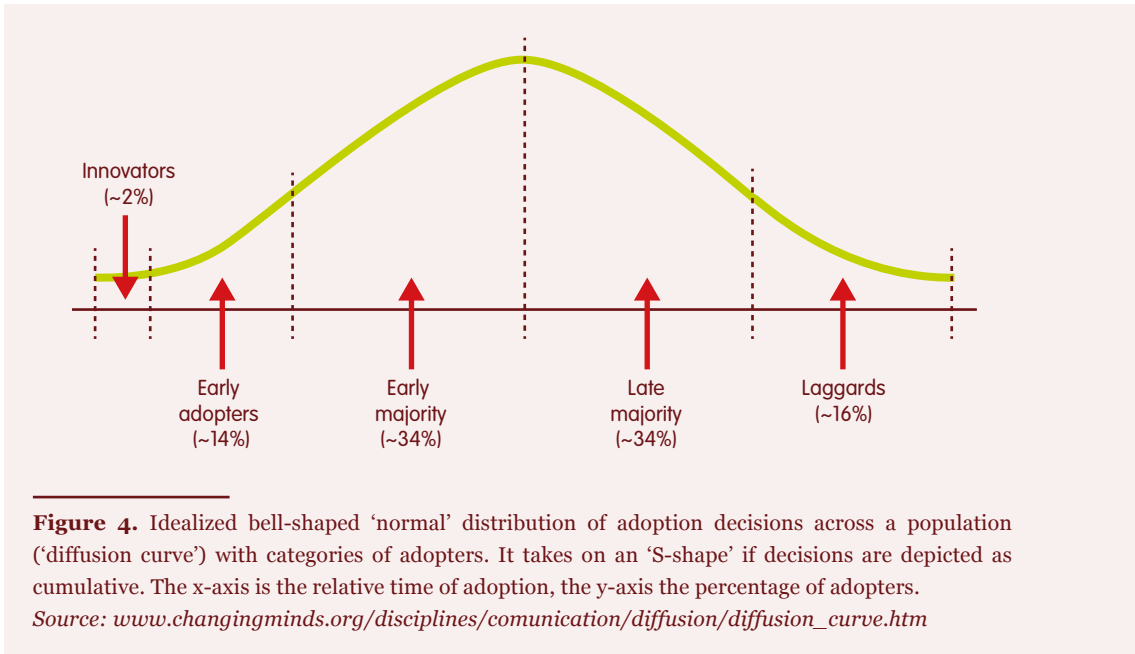 Innovators
(~2%)
Early
adopters
(~14%)
Early
majority
(~34%)
Late
majority
(~34%)
Laggards
(~16%)
Figure 4. Idealized bell-shaped ‘normal’ distribution of adoption decisions across a population
(‘diffusion curve’) with categories of adopters. It takes on an ‘S-shape’ if decisions are depicted as
cumulative. The x-axis is the relative time of adoption, the y-axis the percentage of adopters.
Source: www.changingminds.org/disciplines/comunication/diffusion/diffusion_curve.htm